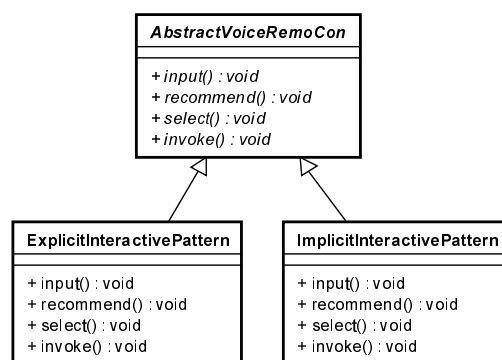 AbstractVoiceRemoCon
+ input() : void
+ recommend() : void
+ select() : void
+ invoke() : void
ExplicitInteractivePattern
+ input() : void
+ recommend() : void
+ select() : void
+ invoke() : void
ImplicitInteractivePattern
+ input() : void
+ recommend() : void
+ select() : void
+ invoke() : void